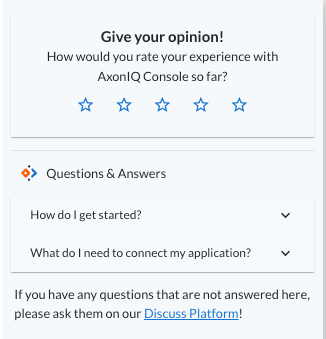 Give your opinion!
How would you rate your experience with
AxonIQ Console so far?
Questions & Answers
How do I get started?
What do I need to connect my application?
If you have any questions that are not answered here,
please ask them on our Discuss Platform!